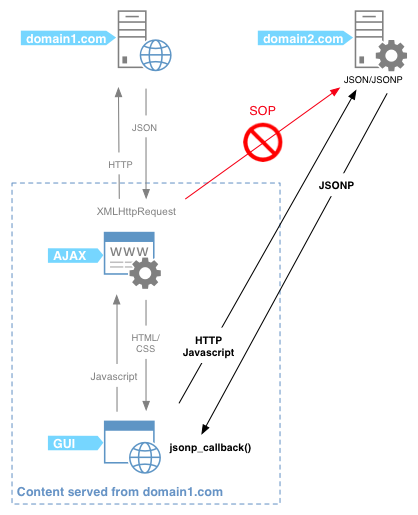 domain1.com
domain2.com
JSON/JSONP
SOP
JSON
HTTP
JSONP
XMLHttpRequest
WWW
AJAX
HTML/
CSS
HTTP
Javascript
Javascript
GUI
jsonp_callback()
Content served from domain1.com